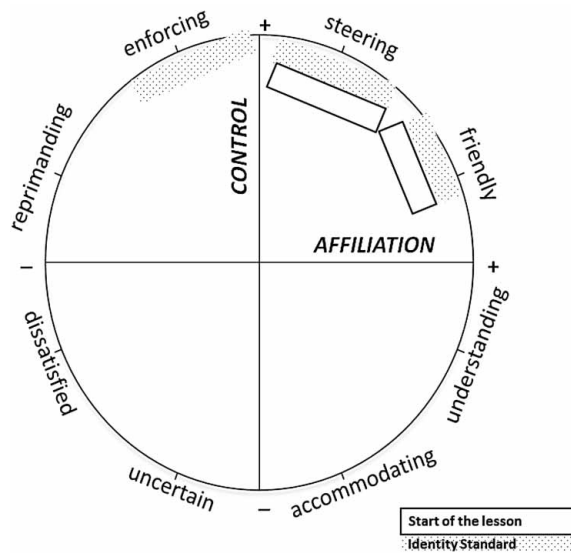 enforcing
+
steering
reprimanding
CONTROL
friendly
AFFILIATION
–
+
dissatisfied
understanding
uncertain
–
accommodating
Start of the lesson
Identity Standard